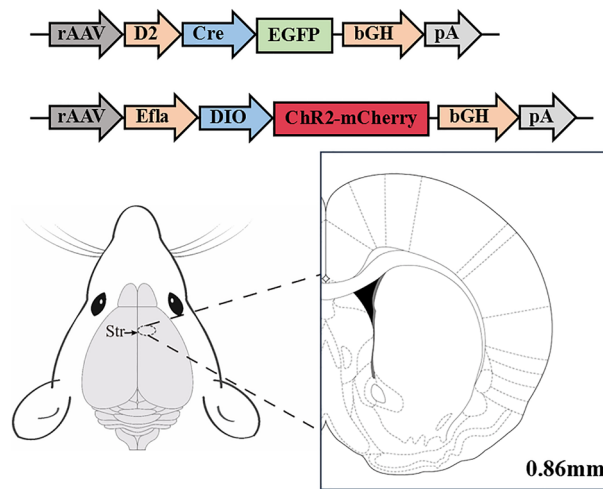 rAAV D2 Cre EGFP bGH pA
rAAV Efla DIO ChR2-mCherry bGH pA
Str
0.86mm